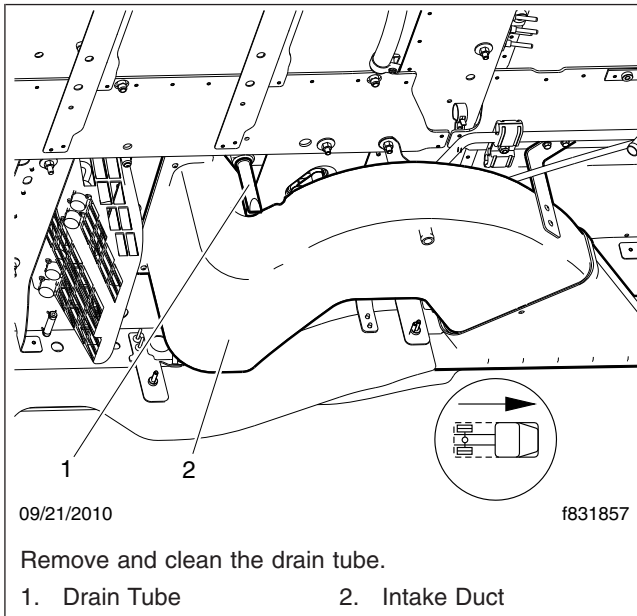 1
2
09/21/2010
f831857
Remove and clean the drain tube.
1. Drain Tube
2. Intake Duct